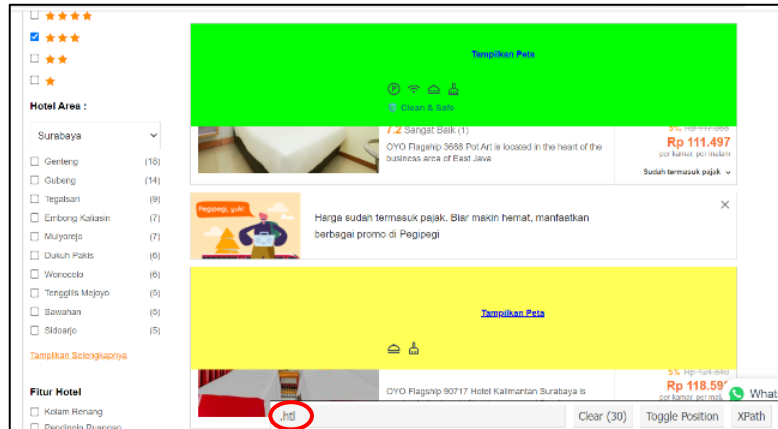 Hotel Area :
Surabaya
Genteng (16)
Gubeng (14)
Tegalsari (9)
Embong Kaliasin (7)
Mulyorejo (7)
Dukuh Pakis (6)
Wonocolo (6)
Tenggilis Mejoyo (5)
Sawahan (5)
Sidoarjo (5)
Tampilkan Selengkapnya
Fitur Hotel
Kolam Renang
Tampilkan Peta
Clean & Safe
7.2 Sangat Baik (1)
OYO Flagship 3688 Pot Art is located in the heart of the
business area of East Java
5%
Rp 111.497
per kamar, per malam
Sudah termasuk pajak
Pegipegi, yuk!
Harga sudah termasuk pajak. Biar makin hemat, manfaatkan
berbagai promo di Pegipegi
Tampilkan Peta
OYO Flagship 90717 Hotel Kalimantan Surabaya is
5%
Rp 118.59
per kamar, per
What
.htl
Clear (30)
Toggle Position
XPath